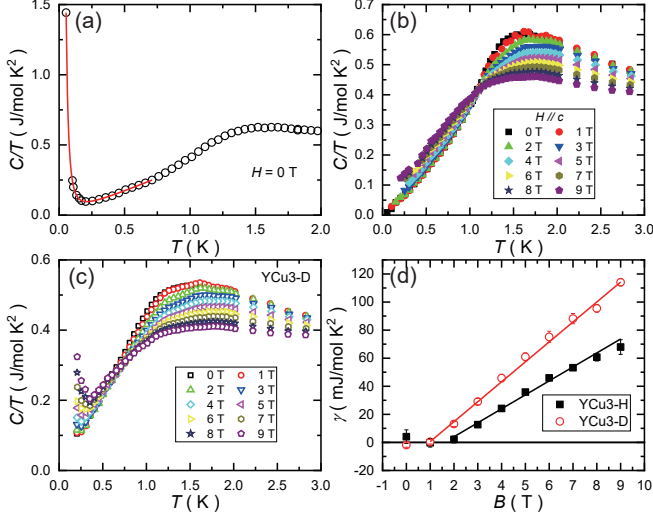 (a)
C/T ( J/mol K²)
1.5
1.0
0.5
0.0
H = 0 T
0.0 0.5 1.0 1.5 2.0
T ( K )
(b)
C/T ( J/mol K²)
0.7
0.6
0.5
0.4
0.3
0.2
0.1
0.0
H // c
0 T 1 T
2 T 3 T
4 T 5 T
6 T 7 T
8 T 9 T
0.0 0.5 1.0 1.5 2.0 2.5 3.0
T ( K )
(c)
YCu3-D
C/T ( J/mol K²)
0.6
0.4
0.2
0.0
0 T 1 T
2 T 3 T
4 T 5 T
6 T 7 T
8 T 9 T
0.0 0.5 1.0 1.5 2.0 2.5 3.0
T ( K )
(d)
γ ( mJ/mol K²)
120
100
80
60
40
20
0
-20
YCu3-H
YCu3-D
-1 0 1 2 3 4 5 6 7 8 9 10
B ( T )